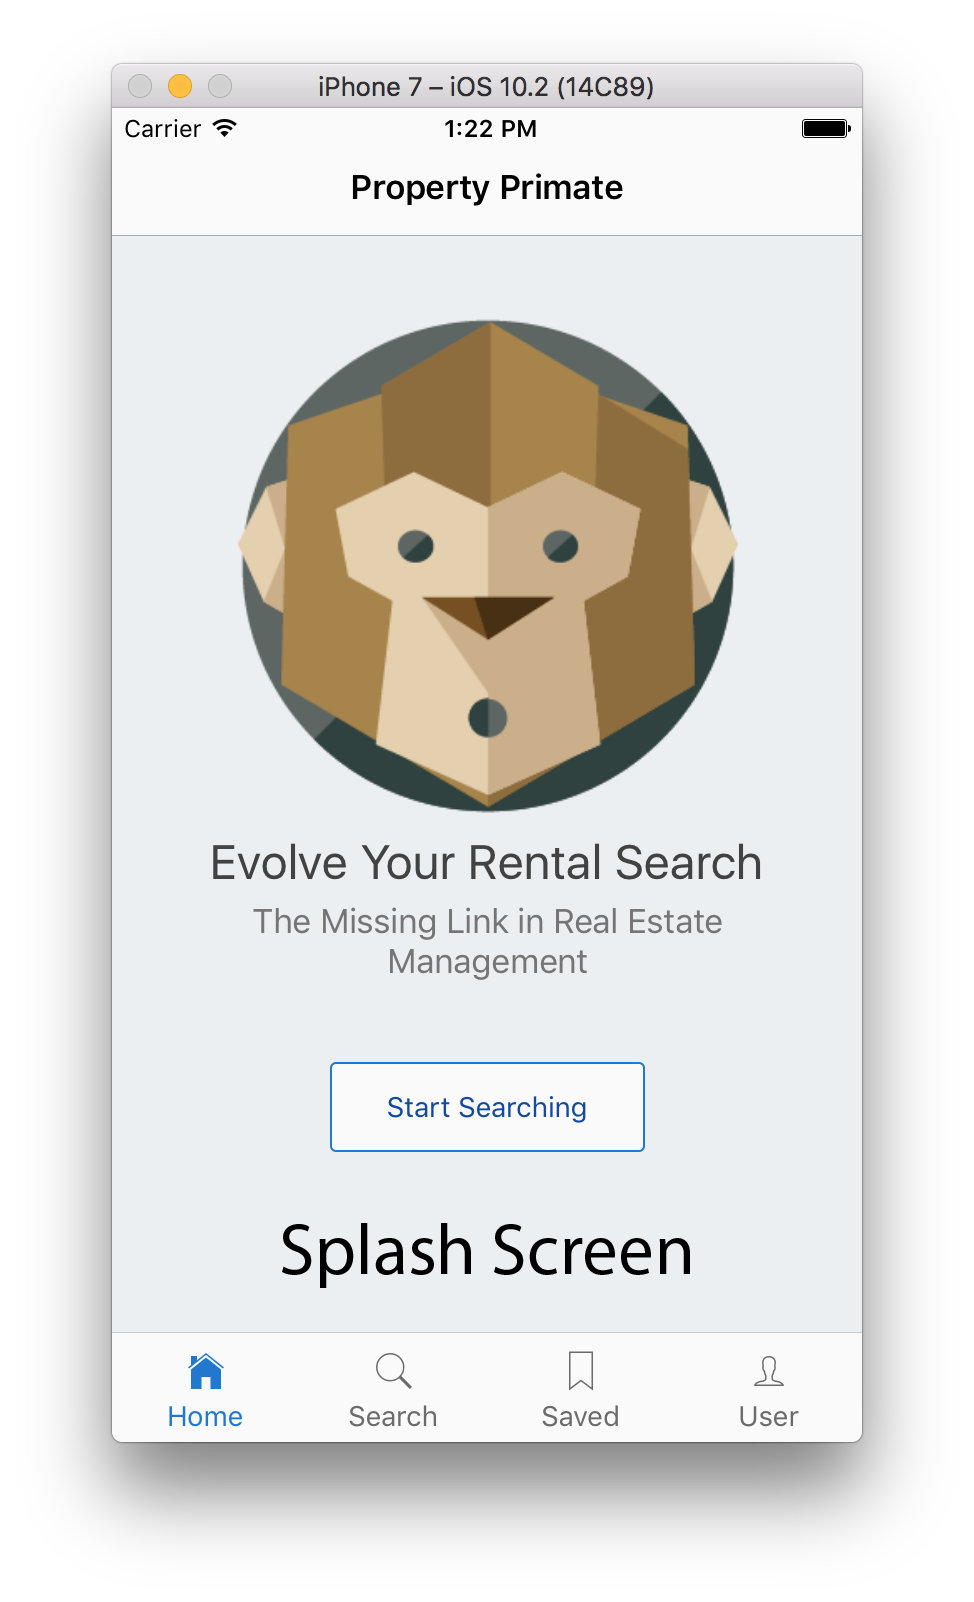 iPhone 7 – iOS 10.2 (14C89)
Carrier 1:22 PM
Property Primate
Evolve Your Rental Search
The Missing Link in Real Estate
Management
Start Searching
Splash Screen
Home Search Saved User